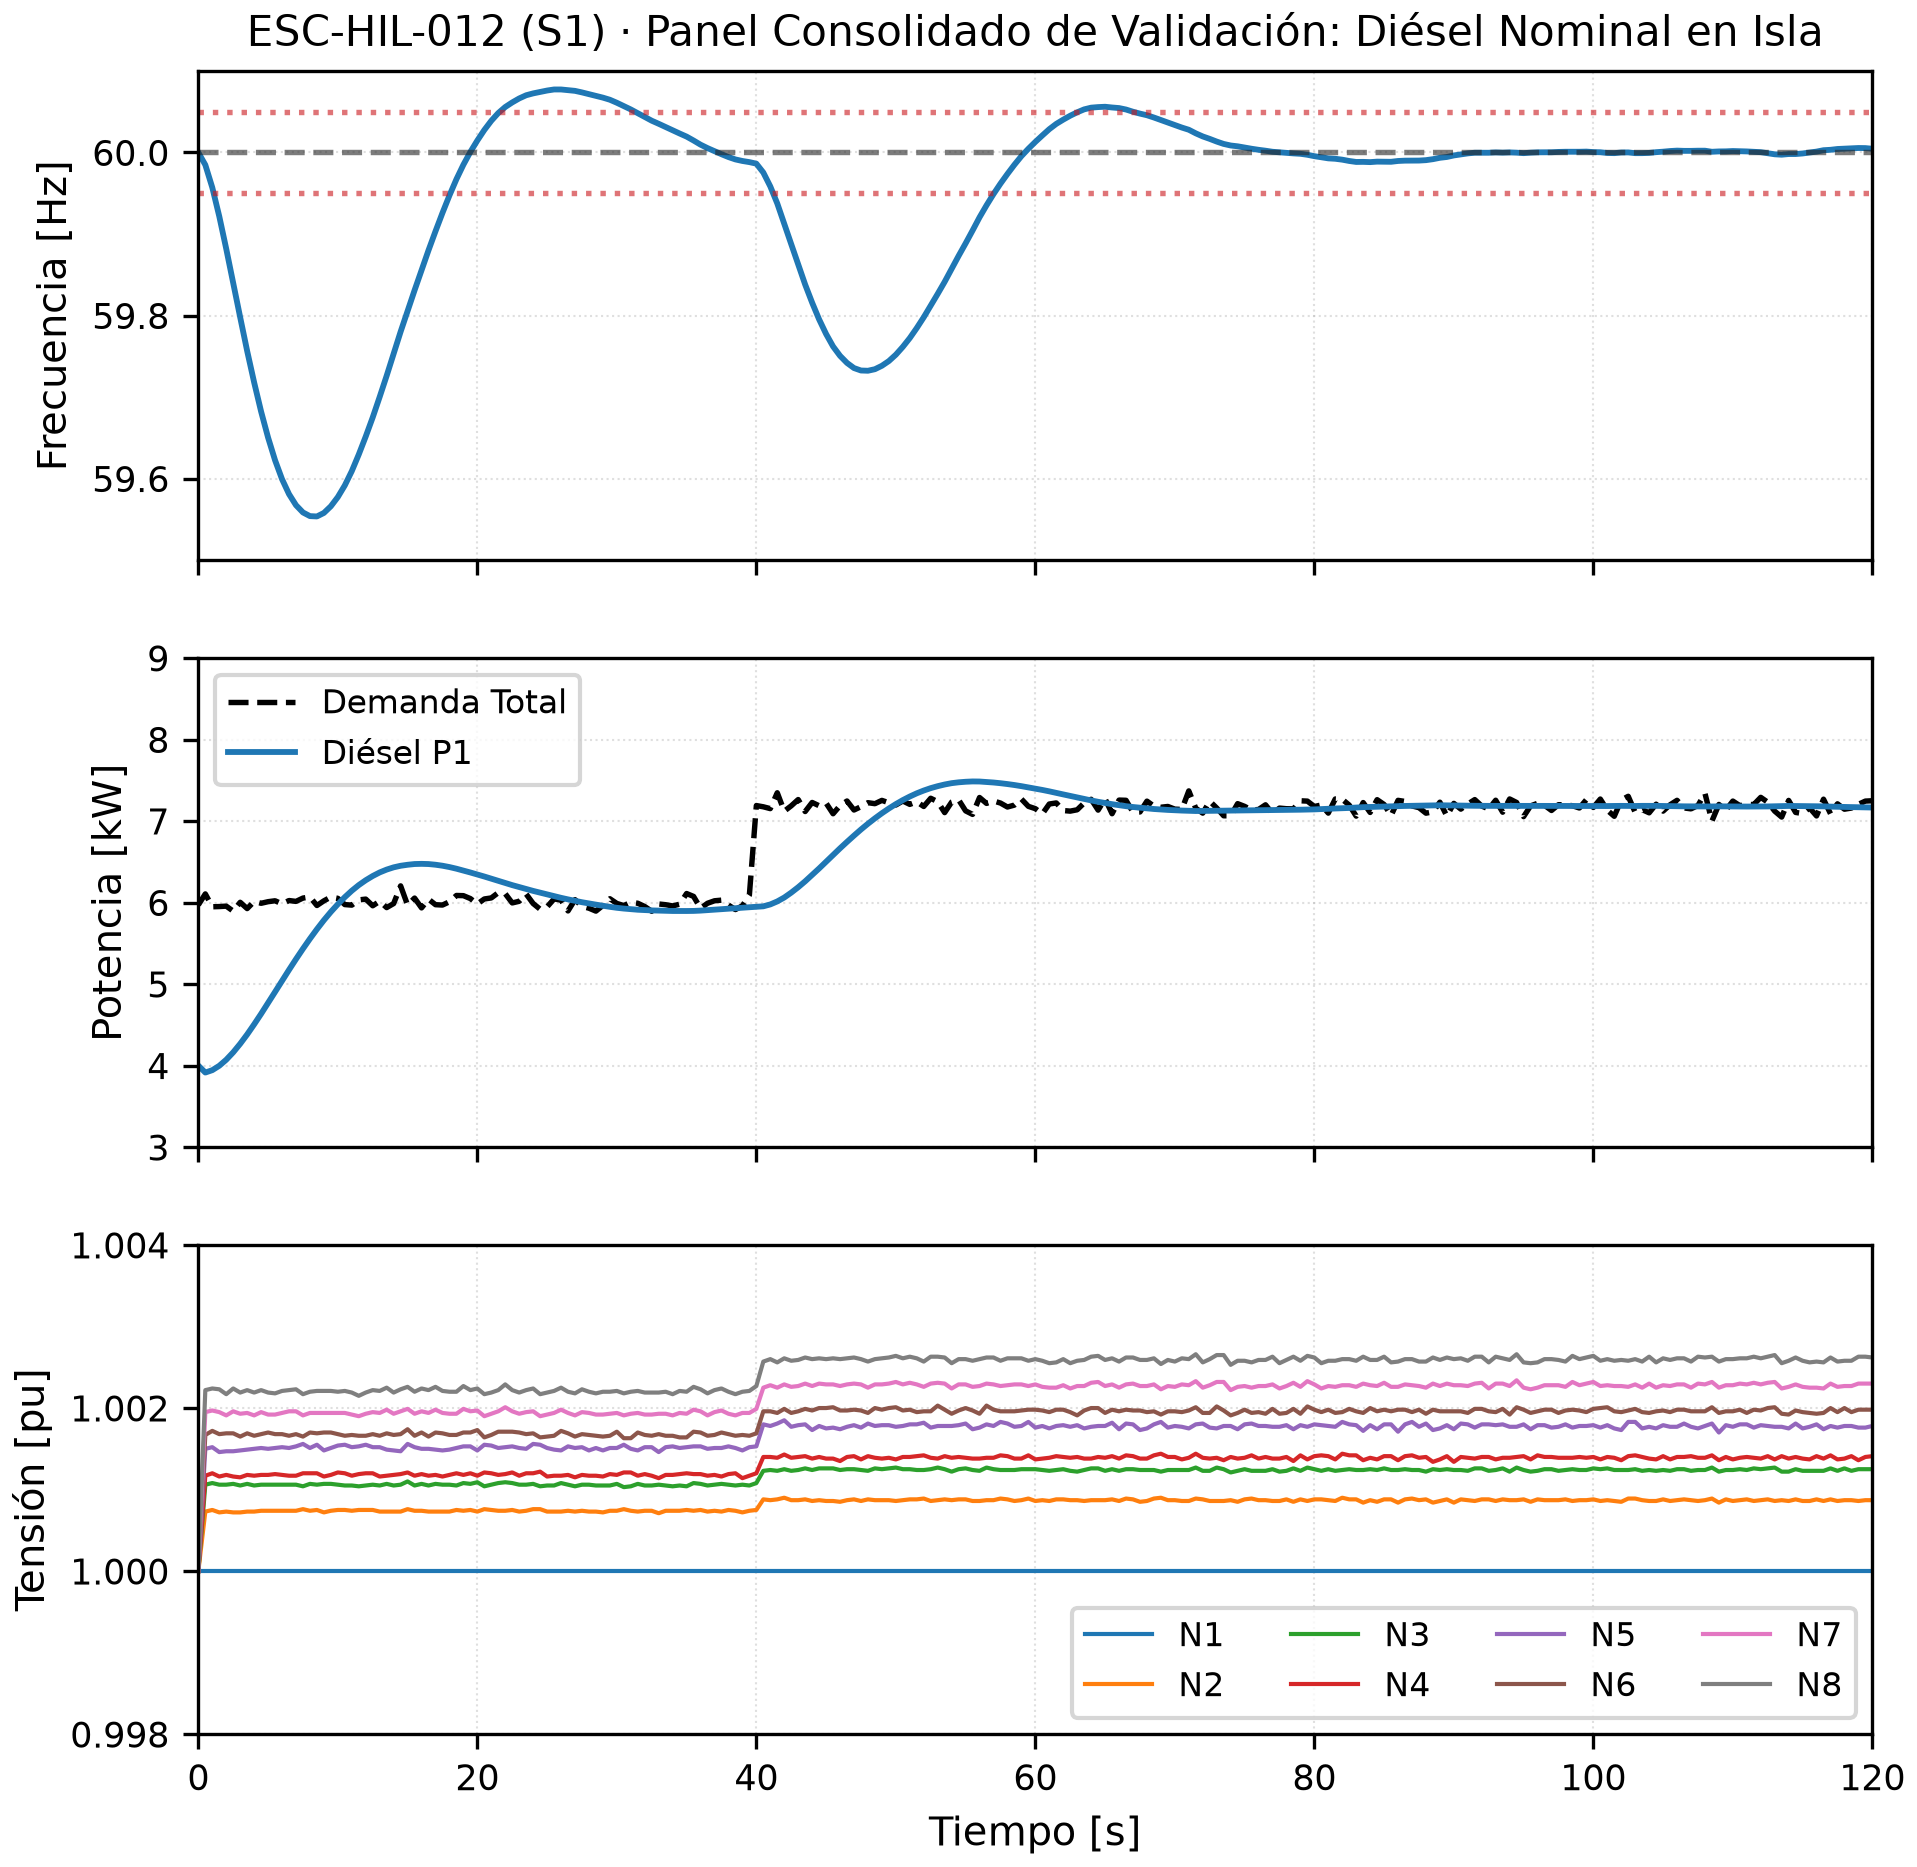 ESC-HIL-012 (S1) · Panel Consolidado de Validación: Diésel Nominal en Isla
Frecuencia [Hz]
60.0
59.8
59.6
Potencia [kW]
9
8
7
6
5
4
3
Demanda Total
Diésel P1
Tensión [pu]
1.004
1.002
1.000
0.998
N1 N3 N5 N7
N2 N4 N6 N8
0 20 40 60 80 100 120
Tiempo [s]